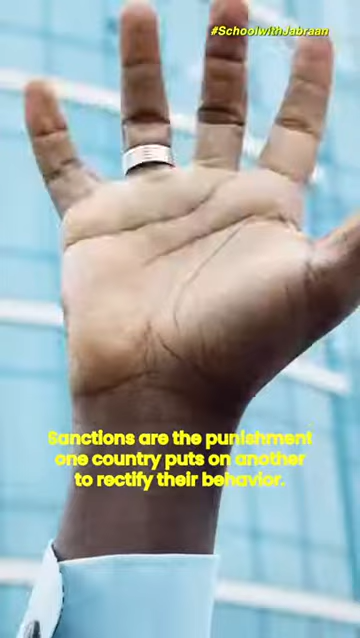 #SchoolwithJabraan
Sanctions are the punishment
one country puts on another
to rectify their behavior.